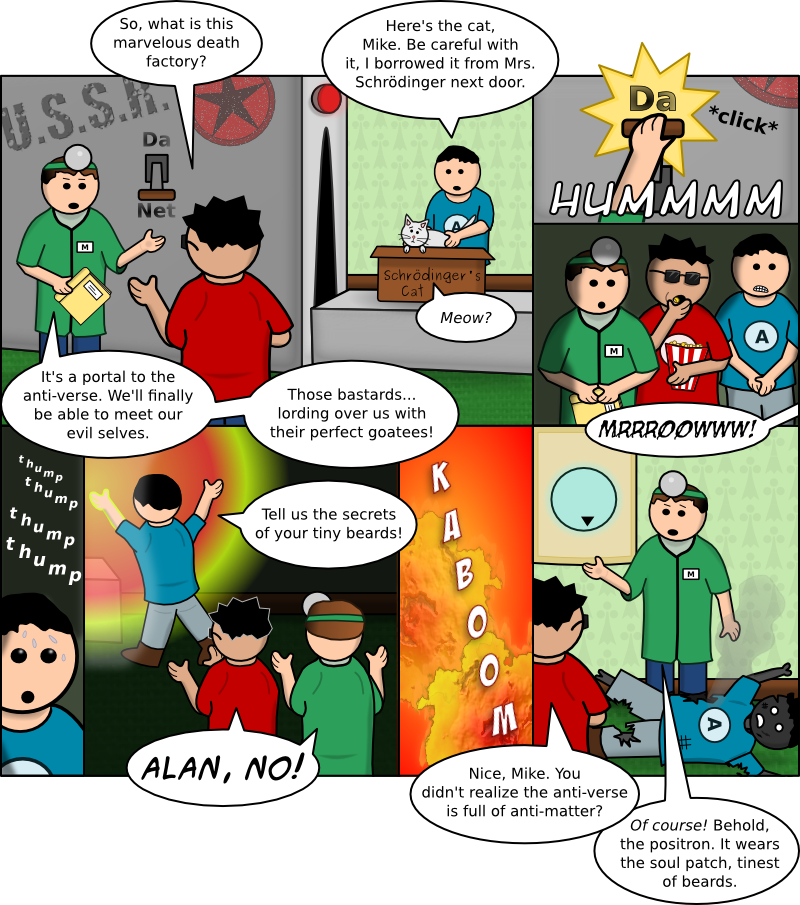 So, what is this
marvelous death
factory?
U.S.S.R.
Da
Net
M
It's a portal to the
anti-verse. We'll finally
be able to meet our
evil selves.
Those bastards...
lording over us with
their perfect goatees!
Here's the cat,
Mike. Be careful with
it, I borrowed it from Mrs.
Schrödinger next door.
A
Schrödinger's
Cat
Meow?
Da
*click*
HUMMMM
M
A
MRRROOWWW!
thump
thump
thump
thump
Tell us the secrets
of your tiny beards!
ALAN, NO!
KABOOM
M
A
Nice, Mike. You
didn't realize the anti-verse
is full of anti-matter?
Of course! Behold,
the positron. It wears
the soul patch, tinest
of beards.